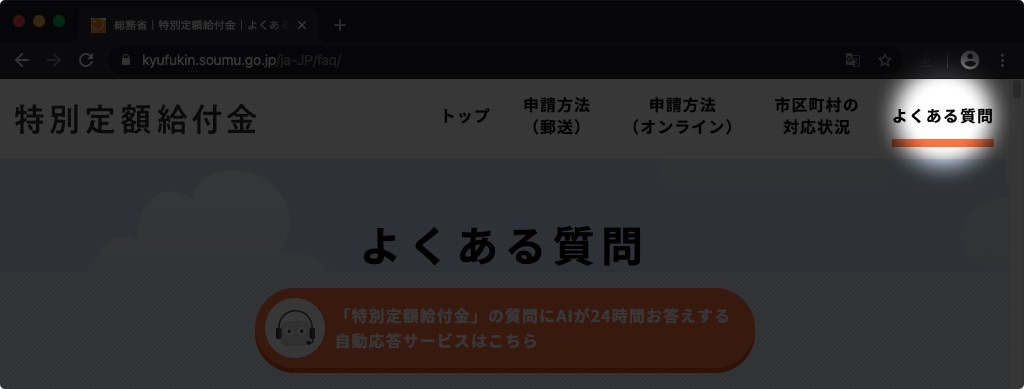 総務省｜特別定額給付金｜よくある
kyufukin.soumu.go.jp/ja-JP/faq/
特別定額給付金
トップ
申請方法
（郵送）
申請方法
（オンライン）
市区町村の
対応状況
よくある質問
よくある質問
「特別定額給付金」の質問にAIが24時間お答えする
自動応答サービスはこちら